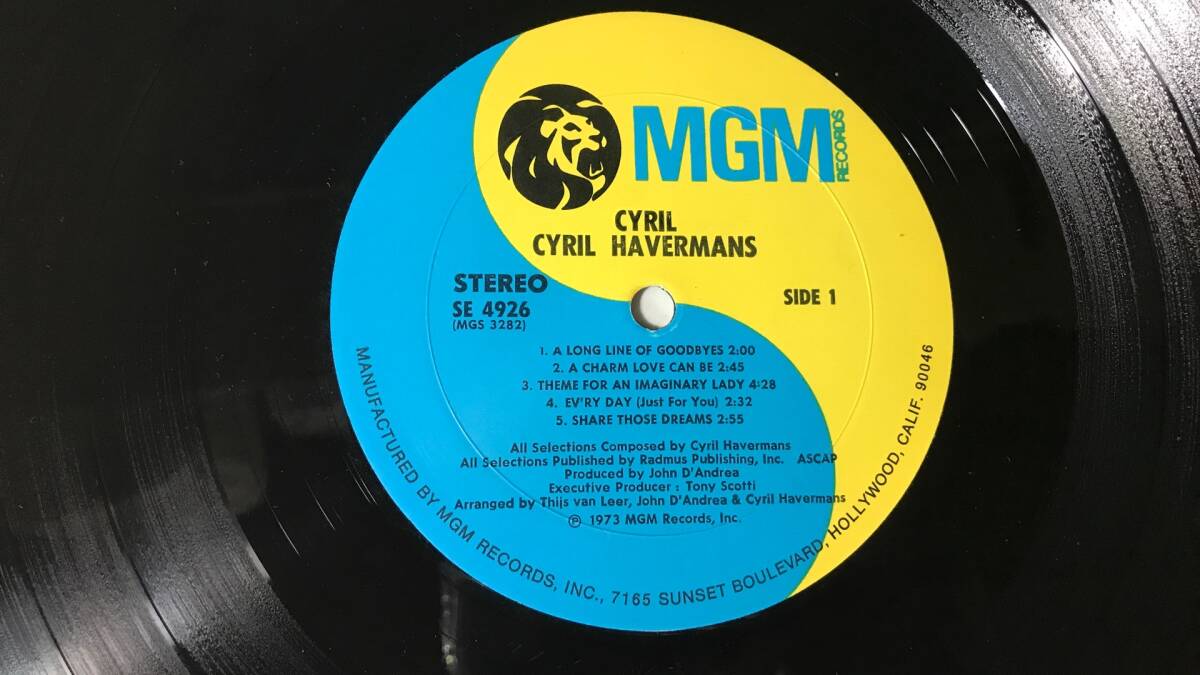 MGM
RECORDS
CYRIL
CYRIL HAVERMANS
STEREO
SE 4926
(MGS 3282)
SIDE 1
1. A LONG LINE OF GOODBYES 2:00
2. A CHARM LOVE CAN BE 2:45
3. THEME FOR AN IMAGINARY LADY 4:28
4. EV'RY DAY (Just For You) 2:32
5. SHARE THOSE DREAMS 2:55
All Selections Composed by Cyril Havermans
All Selections Published by Radmus Publishing, Inc. ASCAP
Produced by John D'Andrea
Executive Producer : Tony Scotti
Arranged by Thijs van Leer, John D'Andrea & Cyril Havermans
℗ 1973 MGM Records, Inc.
MANUFACTURED BY MGM RECORDS, INC., 7165 SUNSET BOULEVARD, HOLLYWOOD, CALIF. 90046